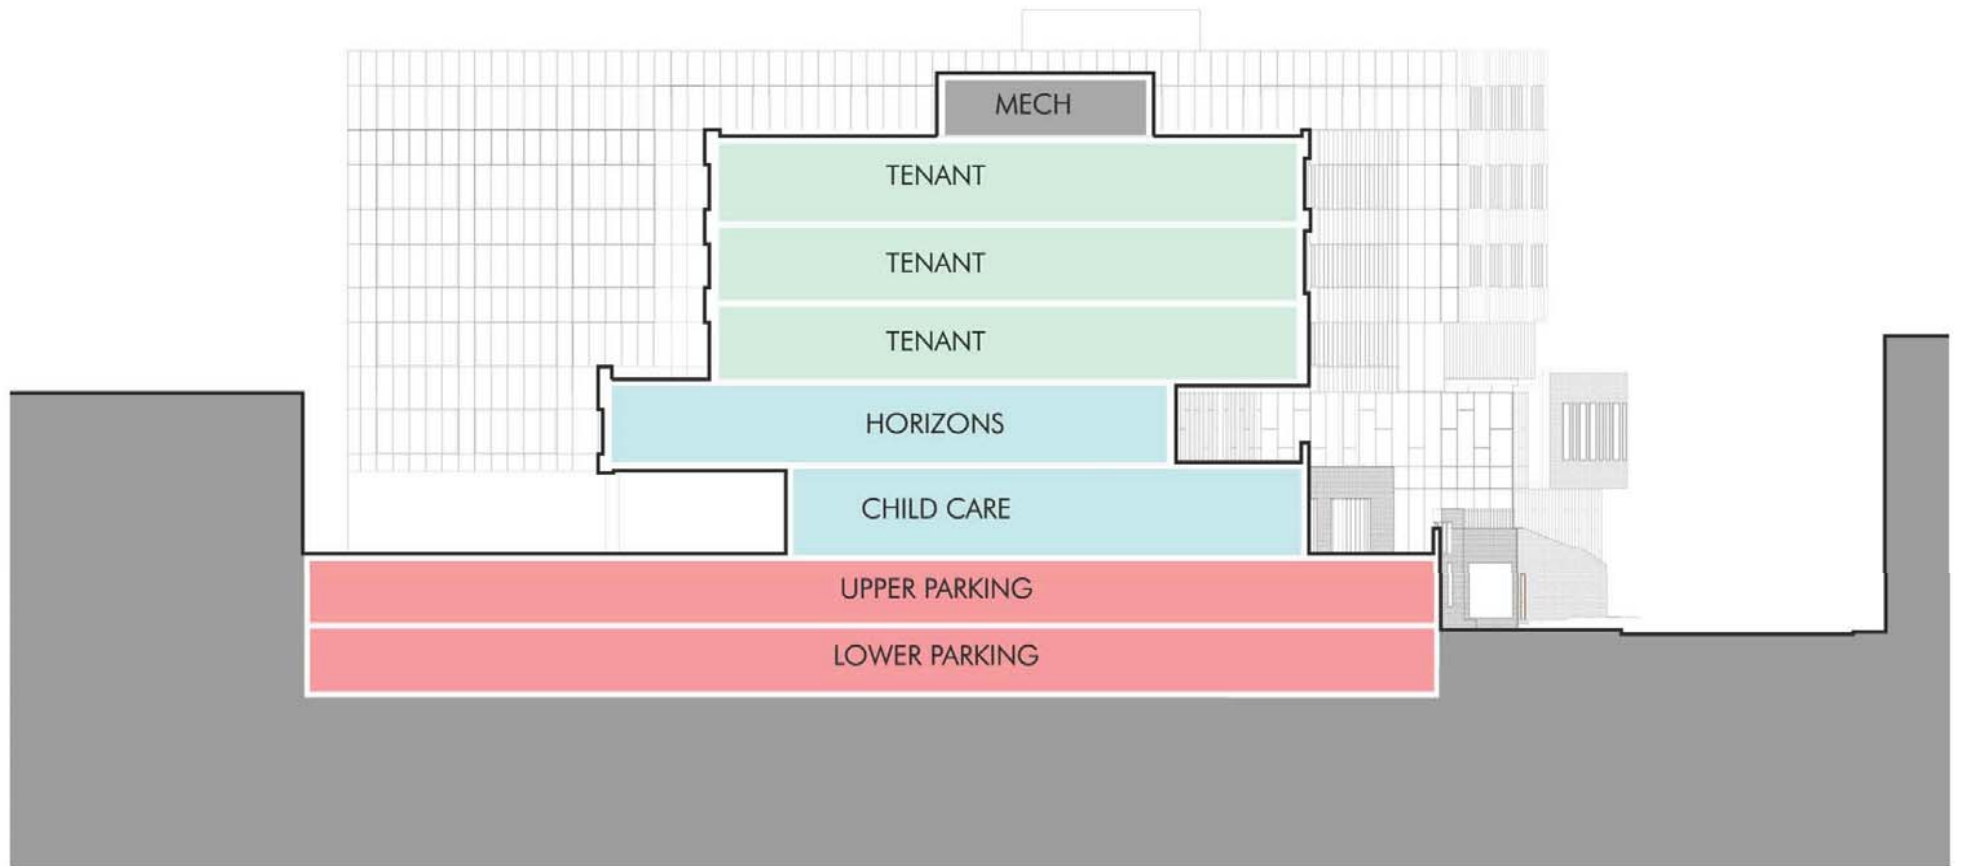 MECH
TENANT
TENANT
TENANT
HORIZONS
CHILD CARE
UPPER PARKING
LOWER PARKING